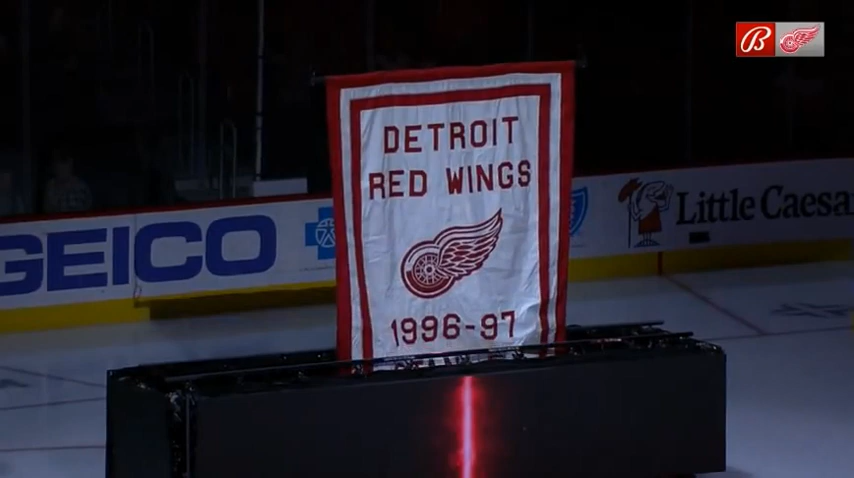 B
DETROIT
RED WINGS
1996-97
GEICO
Little Caesa